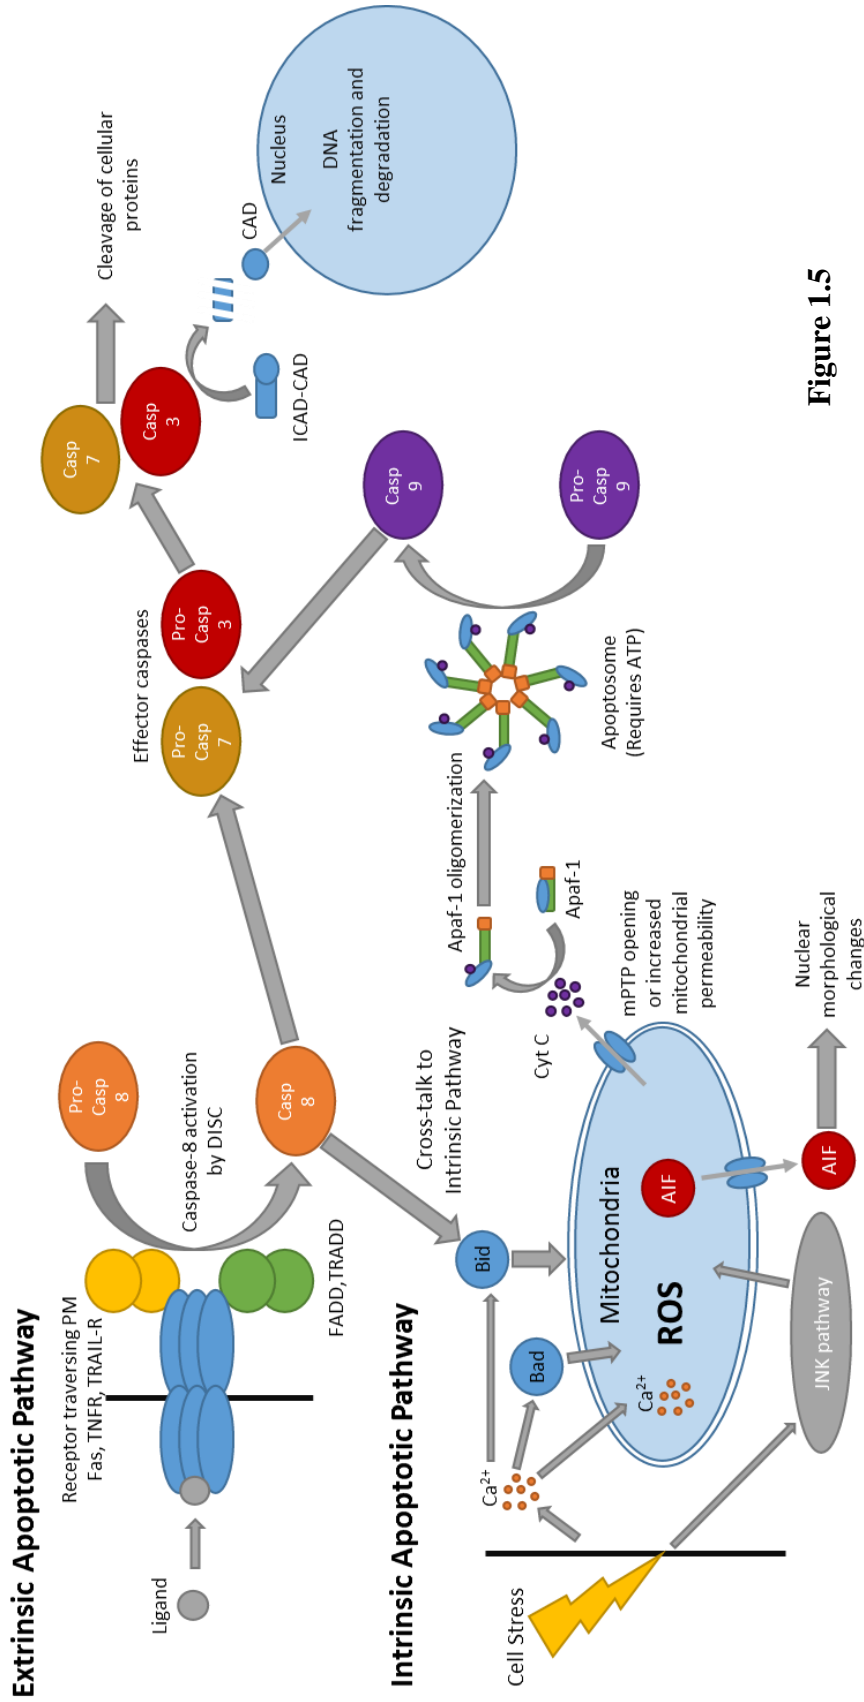 Extrinsic Apoptotic Pathway
Receptor traversing PM
Fas, TNFR, TRAIL-R
Ligand
FADD,TRADD
Pro-
Casp
8
Caspase-8 activation
by DISC
Casp
8
Effector caspases
Pro-
Casp
7
Pro-
Casp
3
Casp
7
Casp
3
Cleavage of cellular
proteins
ICAD-CAD
CAD
Nucleus
DNA
fragmentation and
degradation
Intrinsic Apoptotic Pathway
Cross-talk to
Intrinsic Pathway
Cell Stress
Ca²⁺
Bid
Bad
Ca²⁺
Mitochondria
ROS
AIF
JNK pathway
AIF
Nuclear
morphological
changes
Cyt C
mPTP opening
or increased
mitochondrial
permeability
Apaf-1
Apaf-1 oligomerization
Apoptosome
(Requires ATP)
Casp
9
Pro-
Casp
9
Figure 1.5